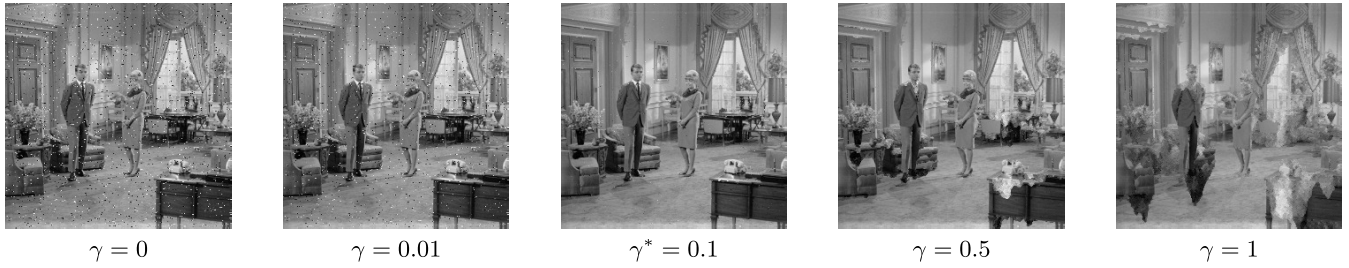 γ = 0
γ = 0.01
γ* = 0.1
γ = 0.5
γ = 1